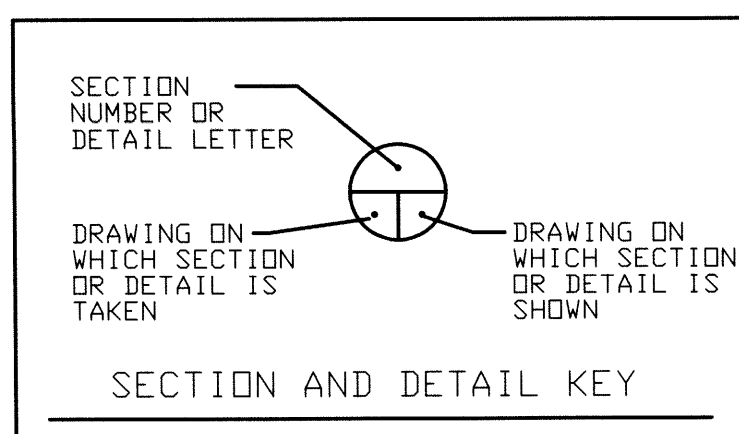 SECTION
NUMBER OR
DETAIL LETTER
DRAWING ON
WHICH SECTION
OR DETAIL IS
TAKEN
DRAWING ON
WHICH SECTION
OR DETAIL IS
SHOWN
SECTION AND DETAIL KEY